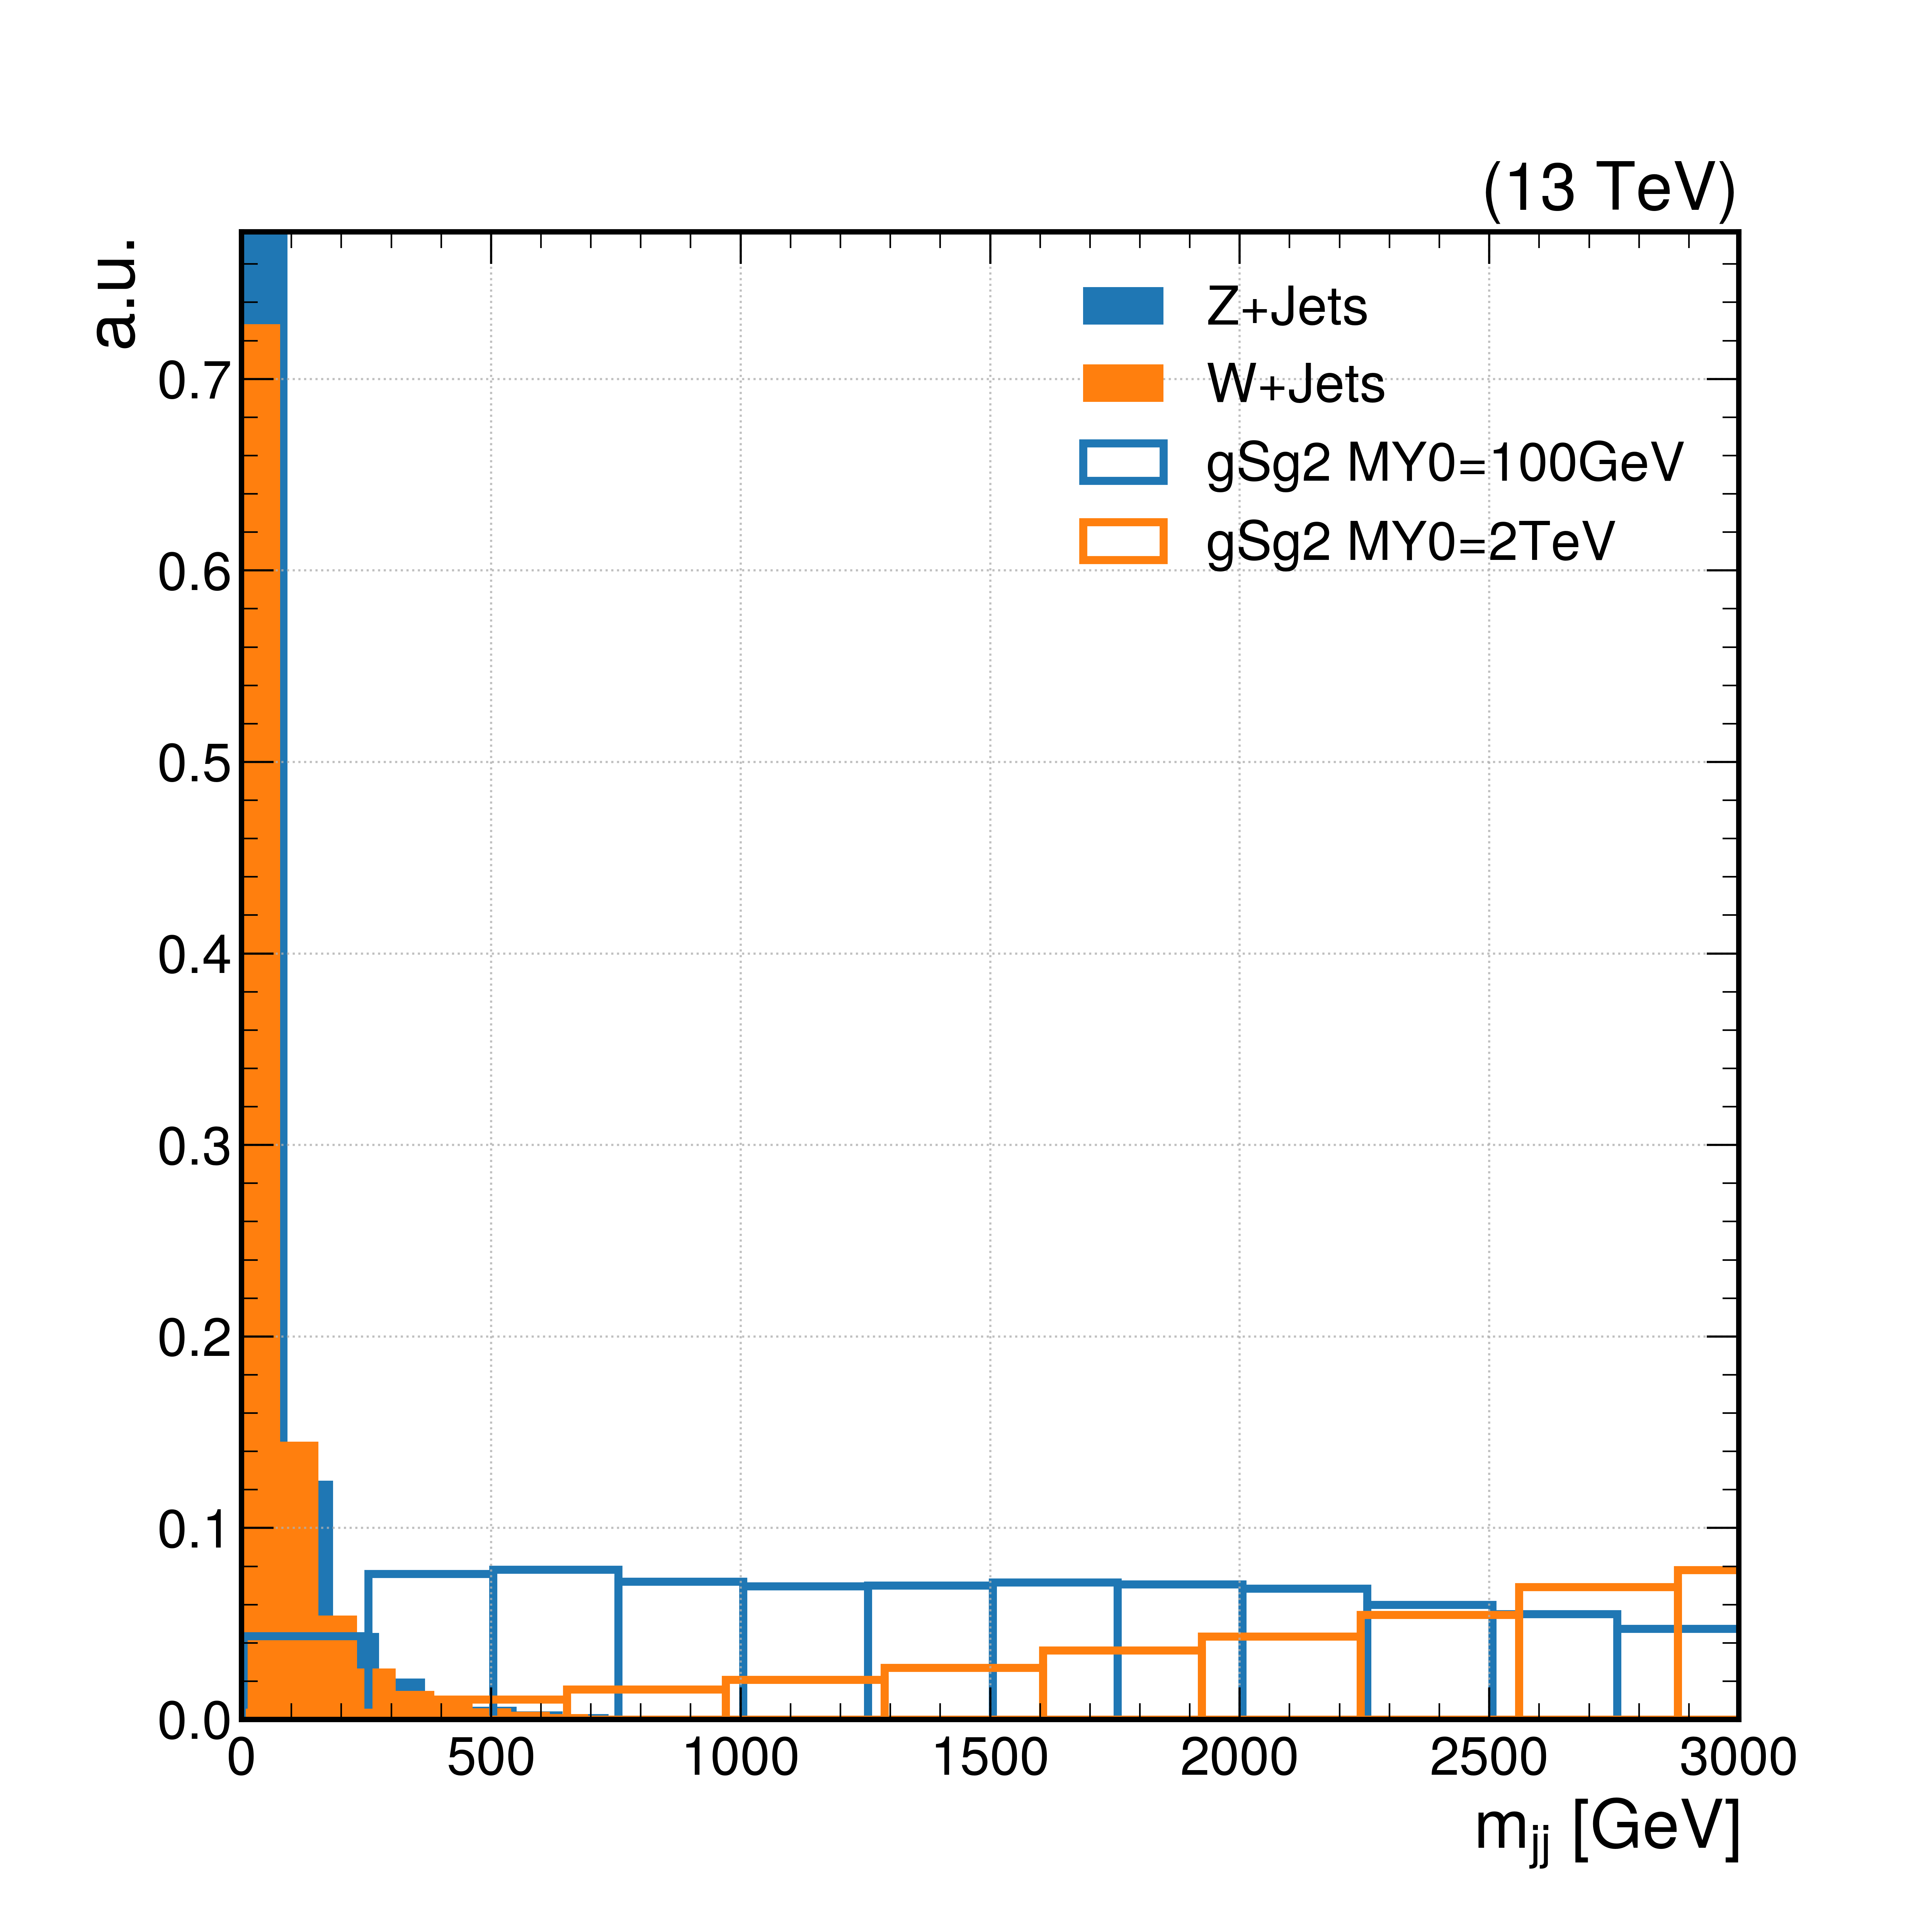 (13 TeV)
a.u.
Z+Jets
W+Jets
gSg2 MY0=100GeV
gSg2 MY0=2TeV
0.7
0.6
0.5
0.4
0.3
0.2
0.1
0.0
0 500 1000 1500 2000 2500 3000
mjj [GeV]